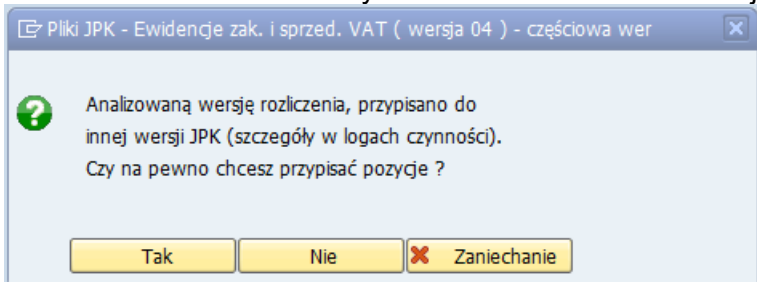 Pliki JPK - Ewidencje zak. i sprzed. VAT ( wersja 04 ) - częściowa wer
Analizowaną wersję rozliczenia, przypisano do
innej wersji JPK (szczegóły w logach czynności).
Czy na pewno chcesz przypisać pozycje ?
Tak Nie Zaniechanie